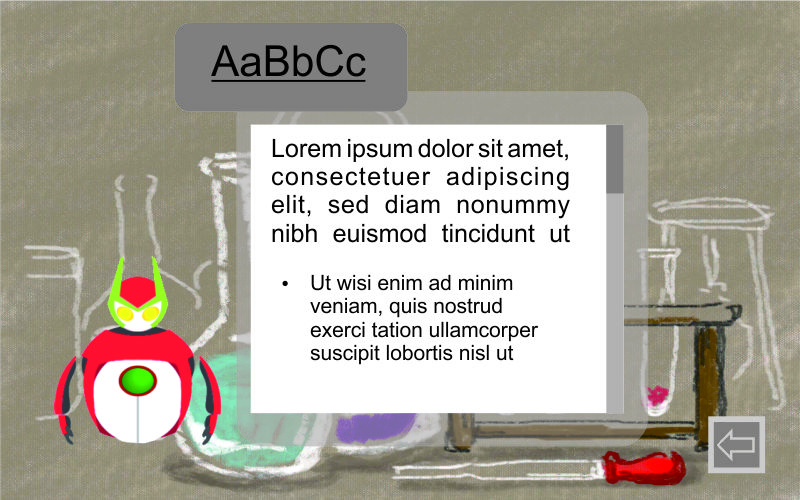 AaBbCc
Lorem ipsum dolor sit amet,
consectetuer adipiscing
elit, sed diam nonummy
nibh euismod tincidunt ut
• Ut wisi enim ad minim
veniam, quis nostrud
exerci tation ullamcorper
suscipit lobortis nisl ut